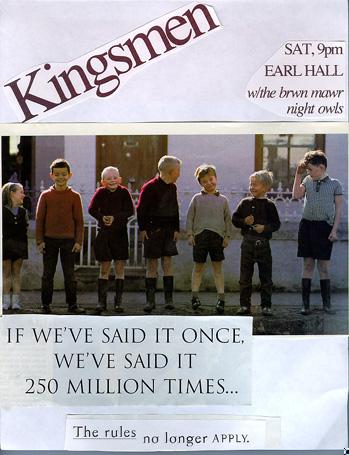 Kingsmen
SAT, 9pm
EARL HALL
w/the brwn mawr
night owls
IF WE'VE SAID IT ONCE,
WE'VE SAID IT
250 MILLION TIMES...
The rules no longer APPLY.